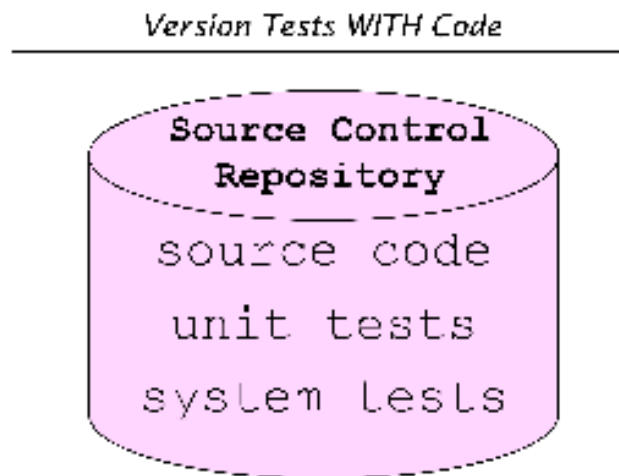 Version Tests WITH Code
Source Control
Repository
source code
unit tests
system tests